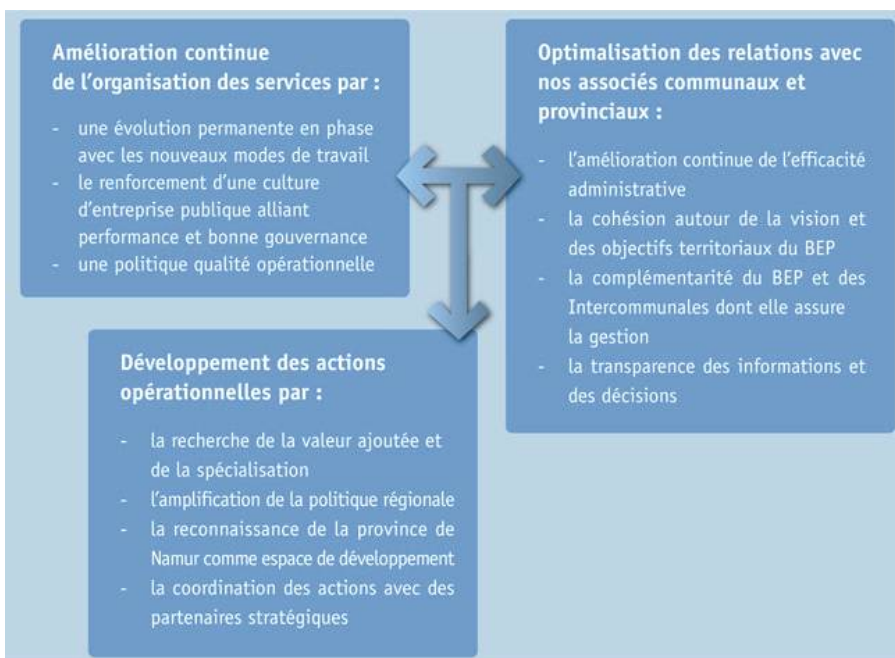 Amélioration continue
de l'organisation des services par :
- une évolution permanente en phase
avec les nouveaux modes de travail
- le renforcement d'une culture
d'entreprise publique alliant
performance et bonne gouvernance
- une politique qualité opérationnelle
Optimalisation des relations avec
nos associés communaux et
provinciaux :
- l'amélioration continue de l'efficacité
administrative
- la cohésion autour de la vision et
des objectifs territoriaux du BEP
- la complémentarité du BEP et des
Intercommunales dont elle assure
la gestion
- la transparence des informations et
des décisions
Développement des actions
opérationnelles par :
- la recherche de la valeur ajoutée et
de la spécialisation
- l'amplification de la politique régionale
- la reconnaissance de la province de
Namur comme espace de développement
- la coordination des actions avec des
partenaires stratégiques